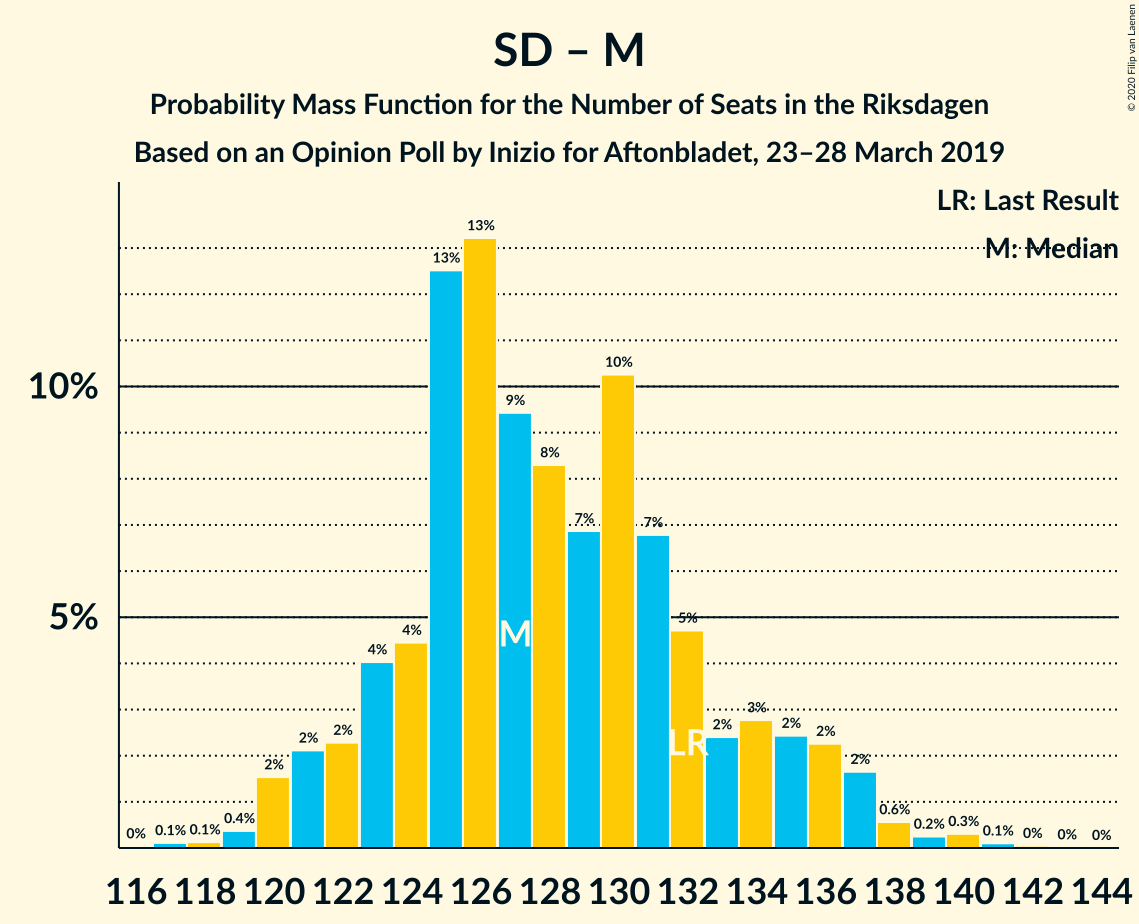 © 2020 Filip van Laenen
SD – M
Probability Mass Function for the Number of Seats in the Riksdagen
Based on an Opinion Poll by Inizio for Aftonbladet, 23–28 March 2019
LR: Last Result
M: Median
10%
5%
0% 0.1% 0.1% 0.4% 2% 2% 2% 4% 4% 13% 13% 9% 8% 7% 10% 7% 5% 2% 3% 2% 2% 2% 0.6% 0.2% 0.3% 0.1% 0% 0% 0%
M
LR
116 118 120 122 124 126 128 130 132 134 136 138 140 142 144